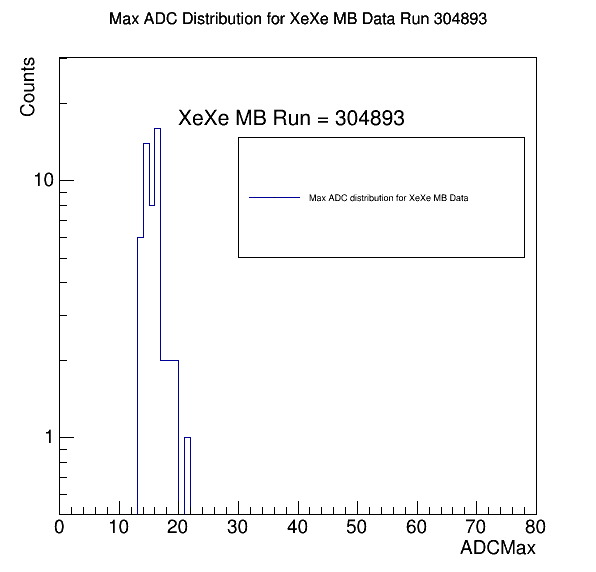 Max ADC Distribution for XeXe MB Data Run 304893
Counts
XeXe MB Run = 304893
Max ADC distribution for XeXe MB Data
10
1
0 10 20 30 40 50 60 70 80
ADCMax